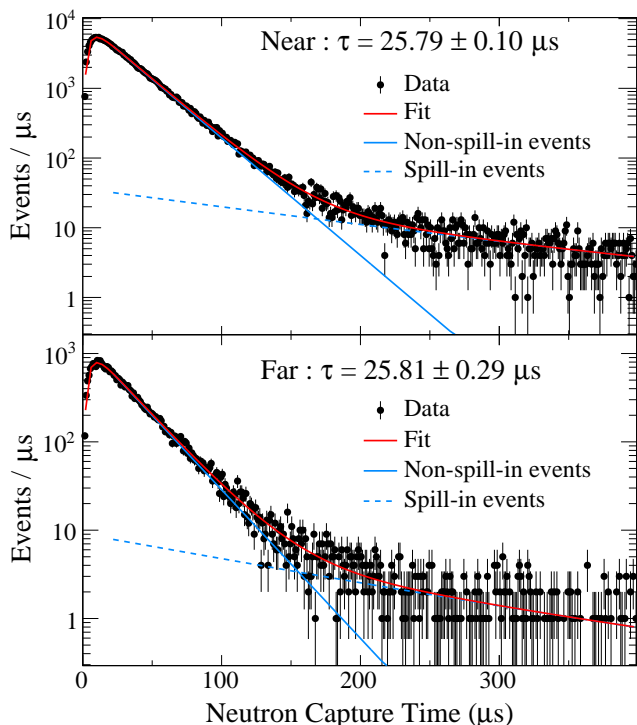 Near : τ = 25.79 ± 0.10 μs
Data
Fit
Non-spill-in events
Spill-in events
Events / μs
10⁴
10³
10²
10
1
Far : τ = 25.81 ± 0.29 μs
Data
Fit
Non-spill-in events
Spill-in events
Events / μs
10³
10²
10
1
0 100 200 300
Neutron Capture Time (μs)